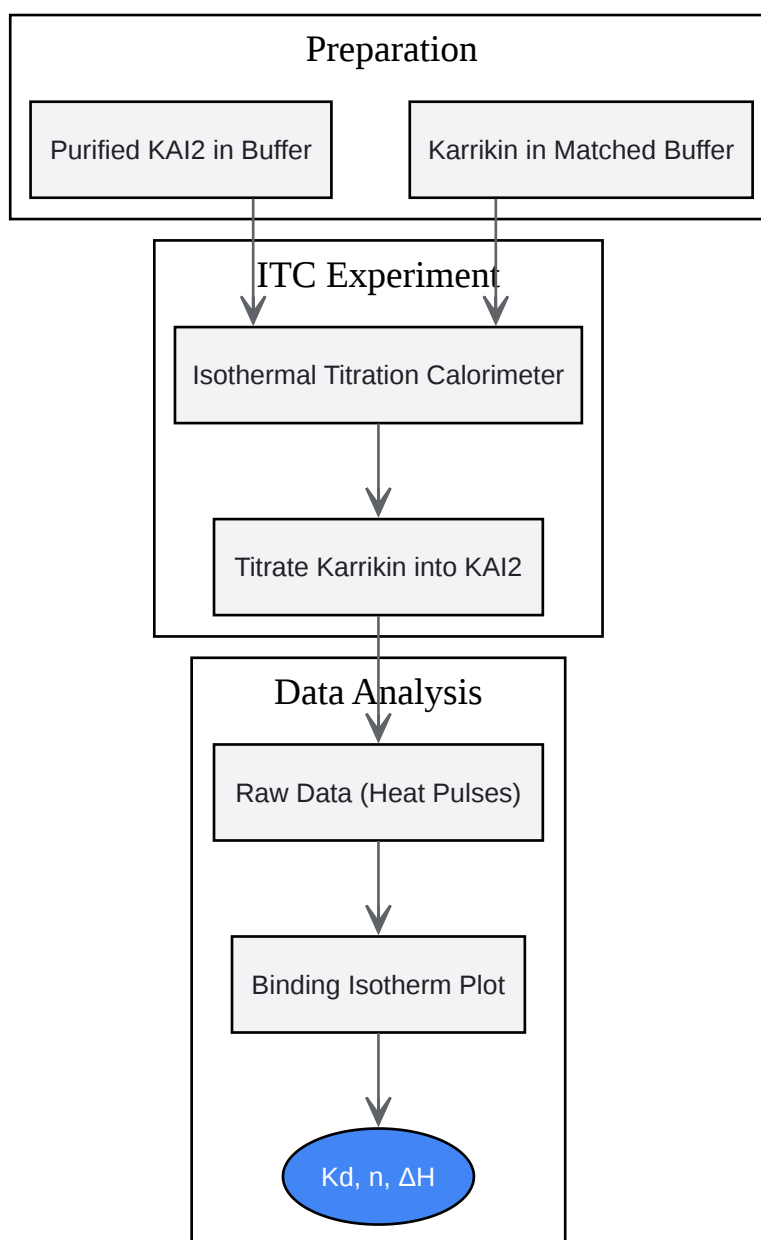 Preparation
Purified KAI2 in Buffer
Karrikin in Matched Buffer
ITC Experiment
Isothermal Titration Calorimeter
Titrate Karrikin into KAI2
Data Analysis
Raw Data (Heat Pulses)
Binding Isotherm Plot
Kd, n, ΔH